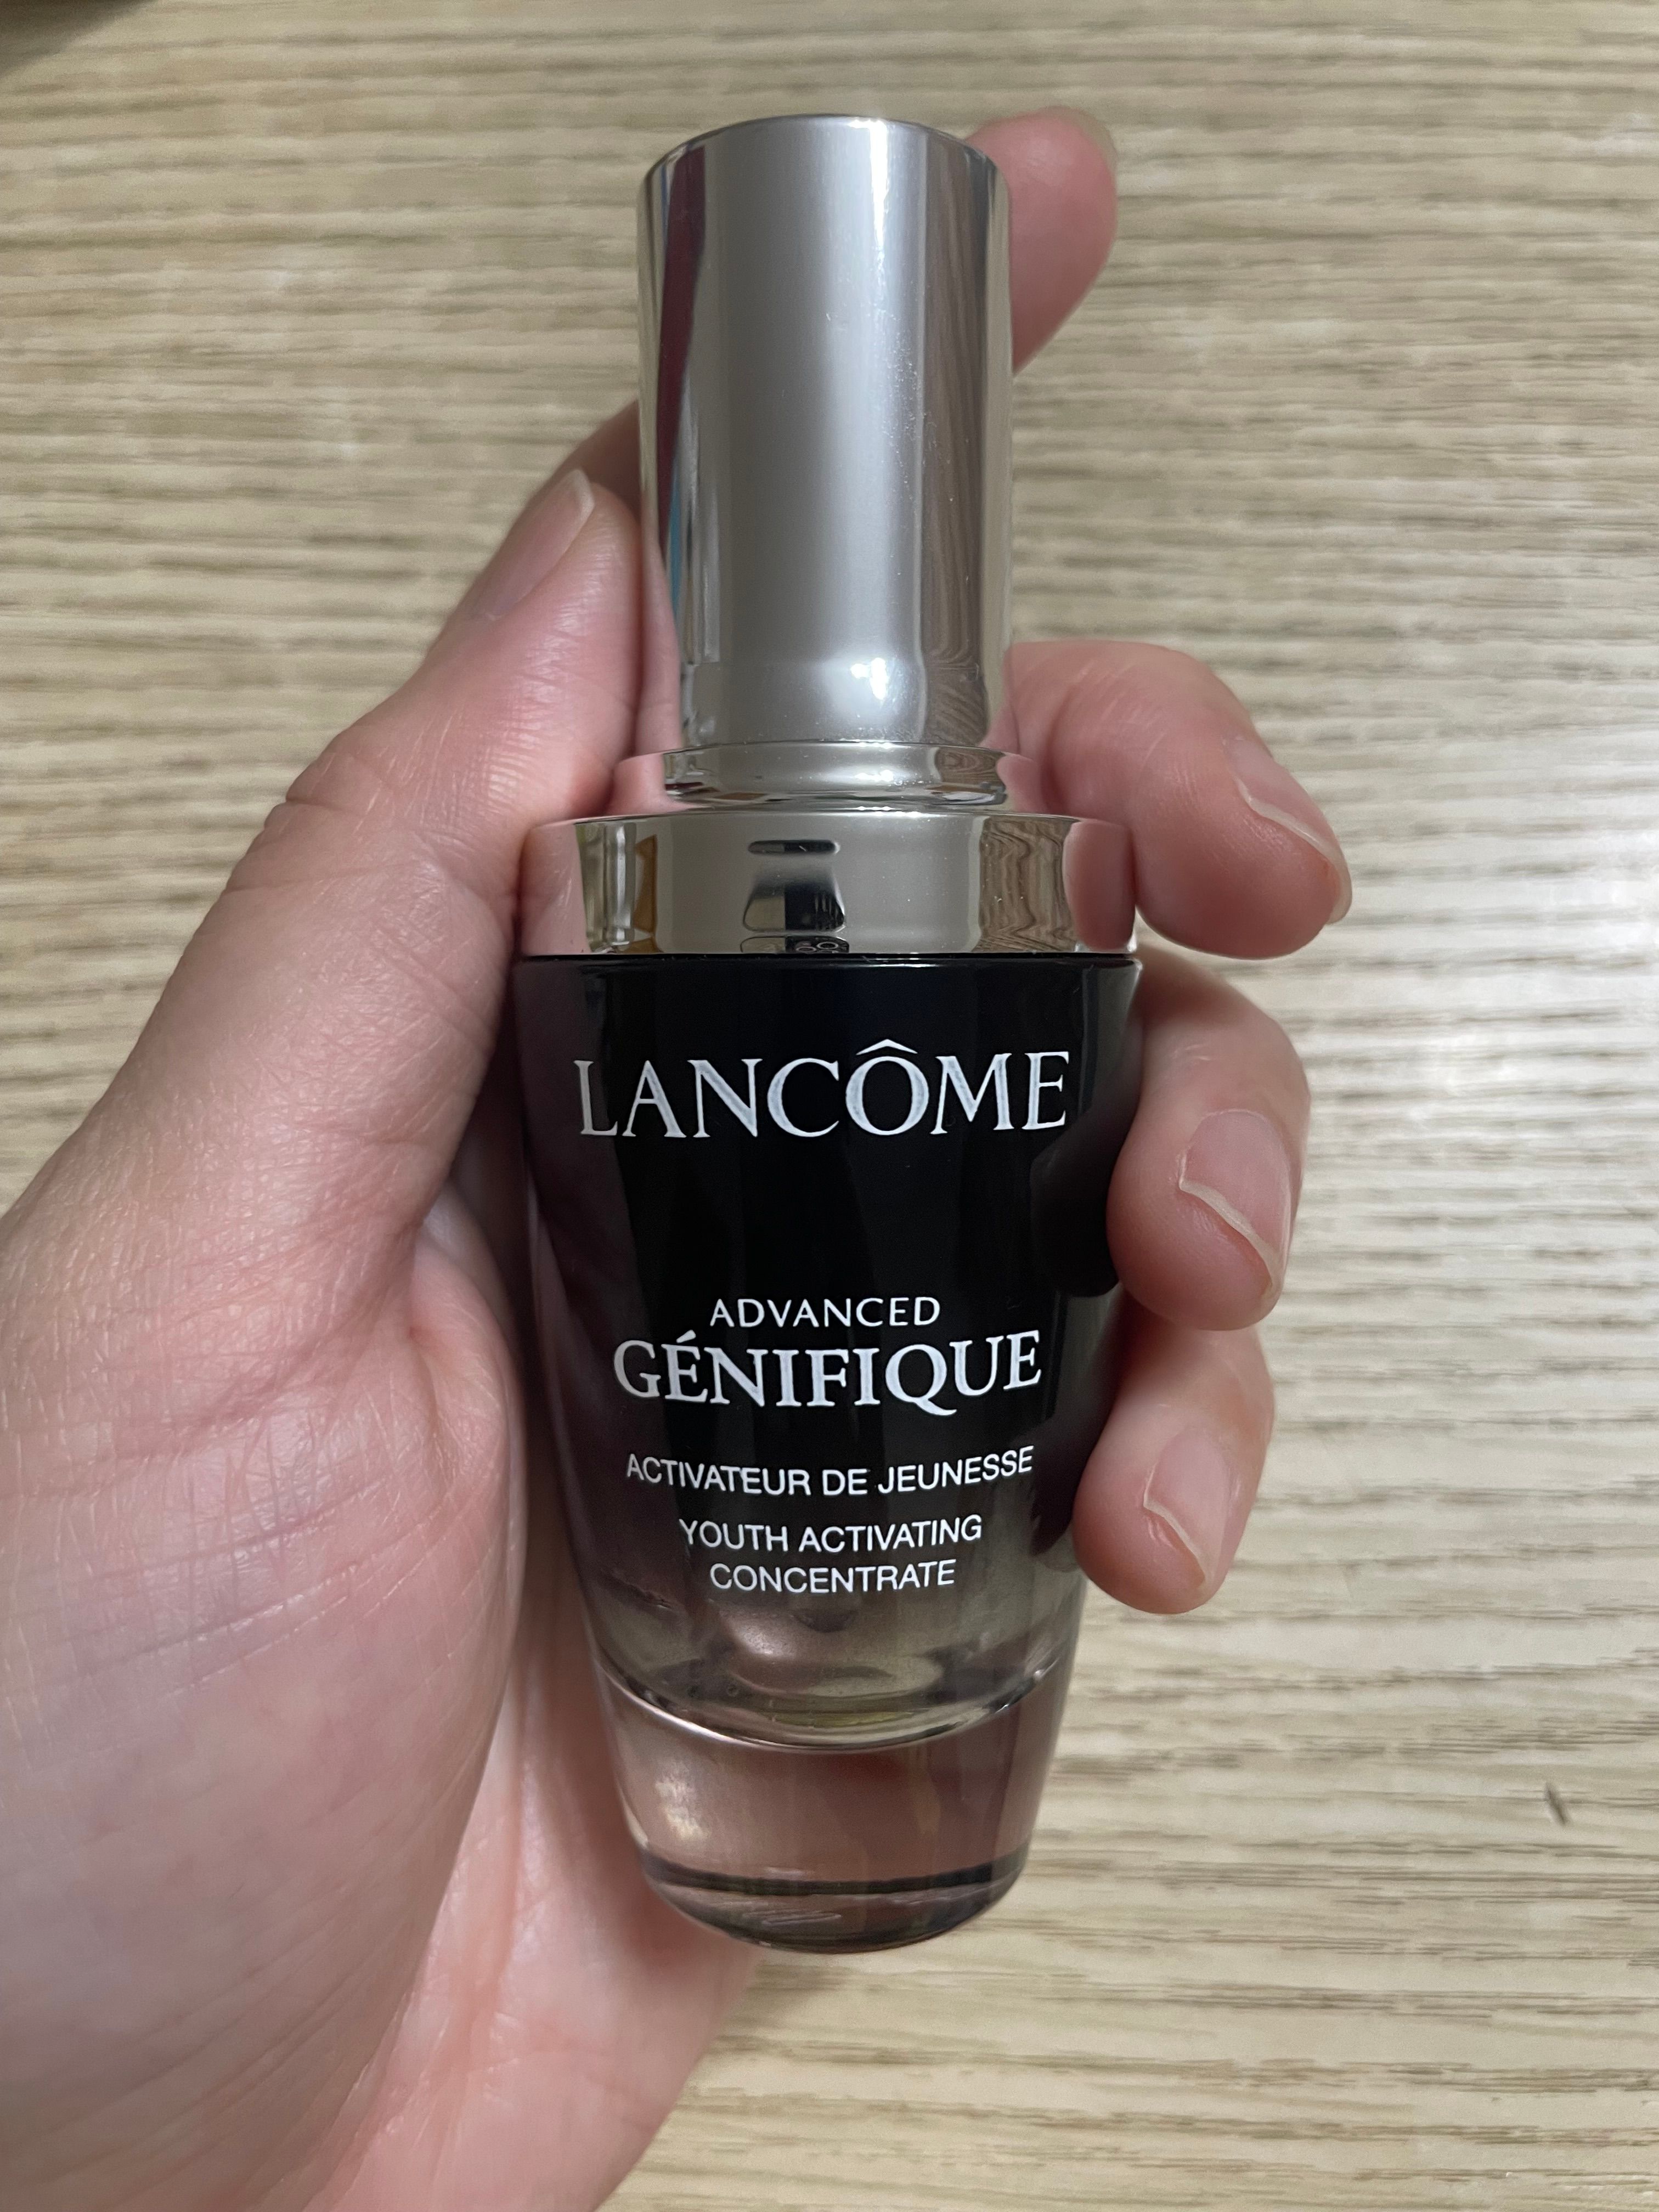 LANCÔME
ADVANCED
GÉNIFIQUE
ACTIVATEUR DE JEUNESSE
YOUTH ACTIVATING
CONCENTRATE